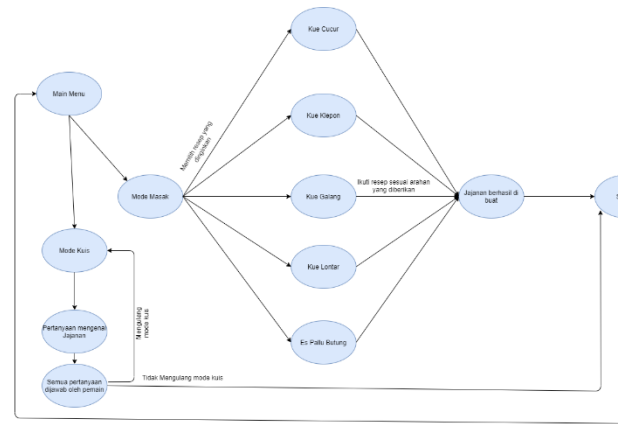 Kue Cucur
Main Menu
Kue Klepon
Memilih resep yang
diinginkan
Mode Masak
Kue Galang
Ikuti resep sesuai arahan
yang diberikan
Jajanan berhasil di
buat
Mode Kuis
Kue Lontar
Mengulang
mode kuis
Pertanyaan mengenai
Jajanan
Es Pallu Butung
Semua pertanyaan
dijawab oleh pemain
Tidak Mengulang mode kuis